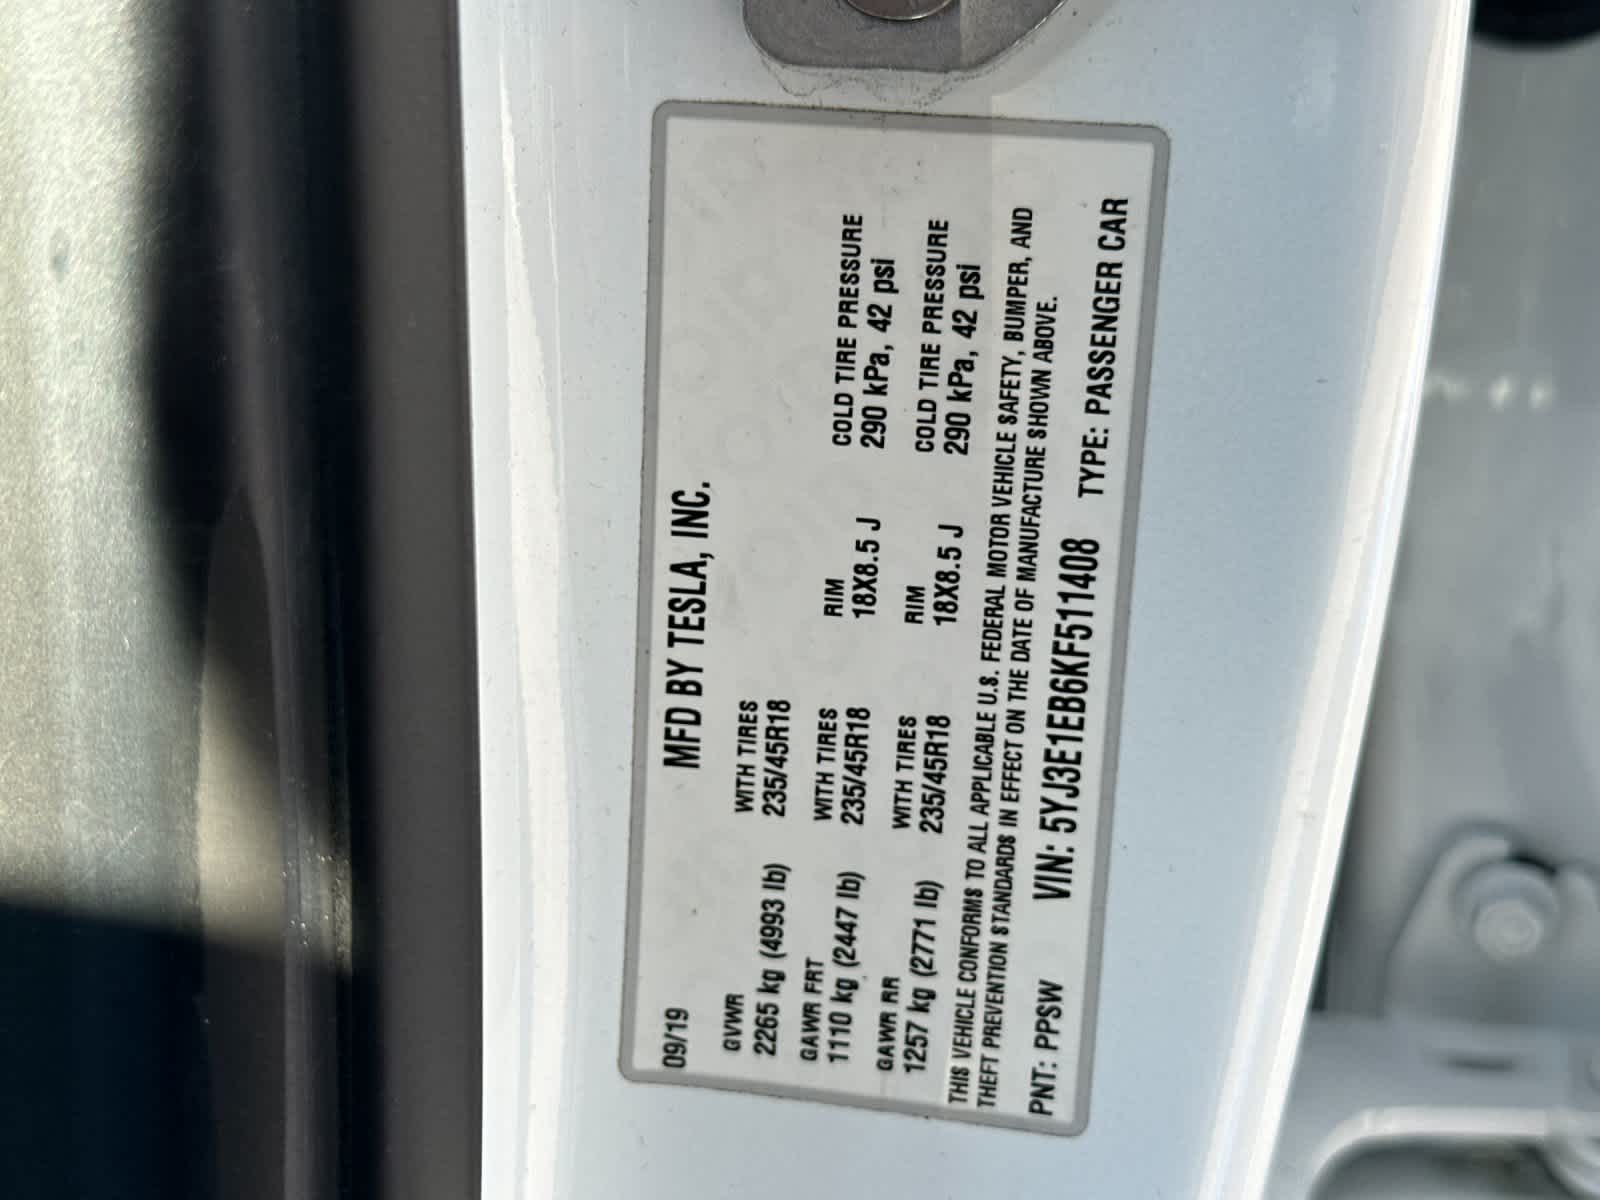 09/19 MFD BY TESLA, INC.
GVWR WITH TIRES
2265 kg (4993 lb) 235/45R18
GAWR FRT WITH TIRES RIM COLD TIRE PRESSURE
1110 kg (2447 lb) 235/45R18 18X8.5 J 290 kPa, 42 psi
GAWR RR WITH TIRES RIM COLD TIRE PRESSURE
1257 kg (2771 lb) 235/45R18 18X8.5 J 290 kPa, 42 psi
THIS VEHICLE CONFORMS TO ALL APPLICABLE U.S. FEDERAL MOTOR VEHICLE SAFETY, BUMPER, AND
THEFT PREVENTION STANDARDS IN EFFECT ON THE DATE OF MANUFACTURE SHOWN ABOVE.
PNT: PPSW VIN: 5YJ3E1EB6KF511408 TYPE: PASSENGER CAR